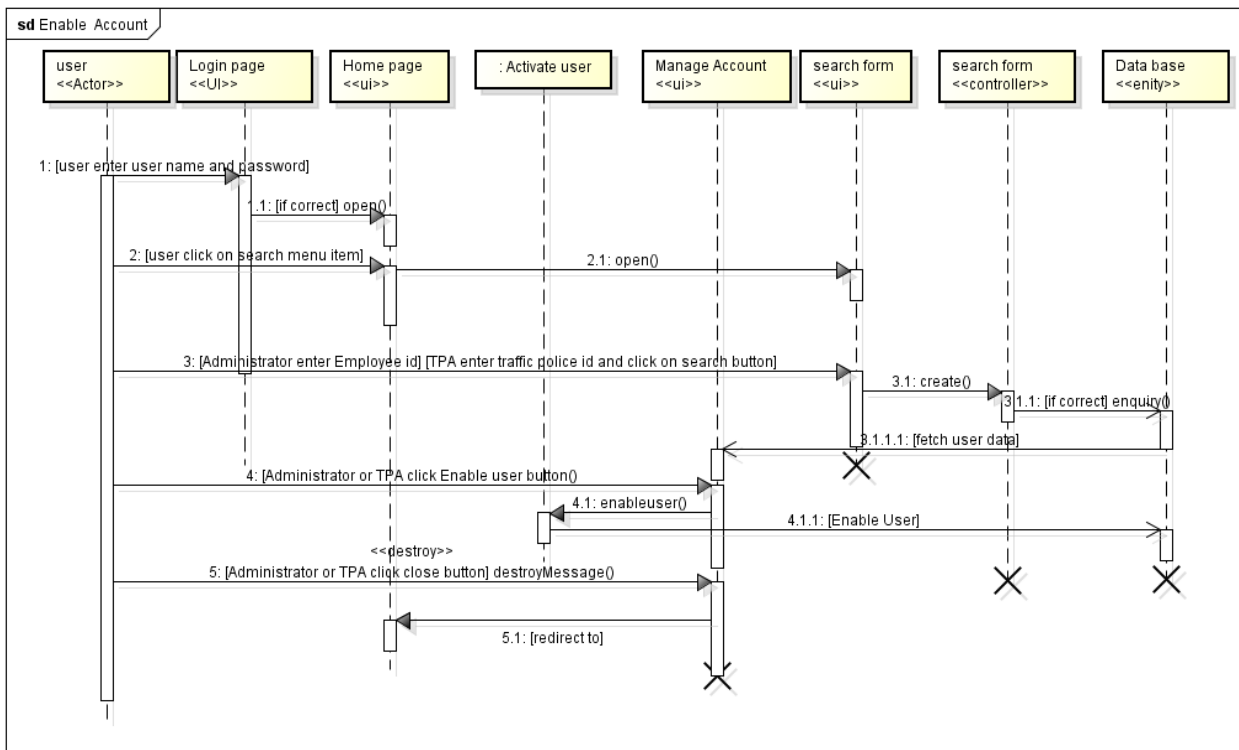 sd Enable Account
user
<<Actor>>
Login page
<<UI>>
Home page
<<ui>>
: Activate user
Manage Account
<<ui>>
search form
<<ui>>
search form
<<controller>>
Data base
<<enity>>
1: [user enter user name and password]
1.1: [if correct] open()
2: [user click on search menu item]
2.1: open()
3: [Administrator enter Employee id] [TPA enter traffic police id and click on search button]
3.1: create()
3.1.1: [if correct] enquiry()
3.1.1.1: [fetch user data]
4: [Administrator or TPA click Enable user button()
4.1: enableuser()
4.1.1: [Enable User]
<<destroy>>
5: [Administrator or TPA click close button] destroyMessage()
5.1: [redirect to]